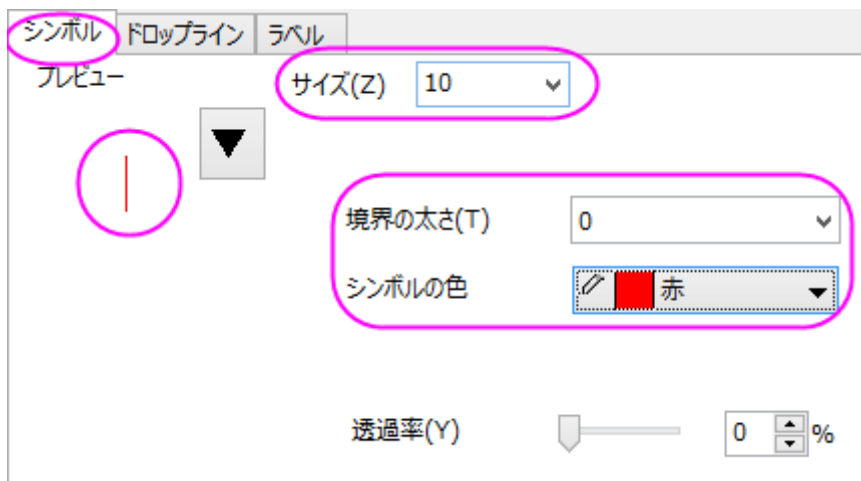 シンボル ドロップライン ラベル
プレビュー
サイズ(Z) 10
境界の太さ(T) 0
シンボルの色 赤
透過率(Y) 0 %